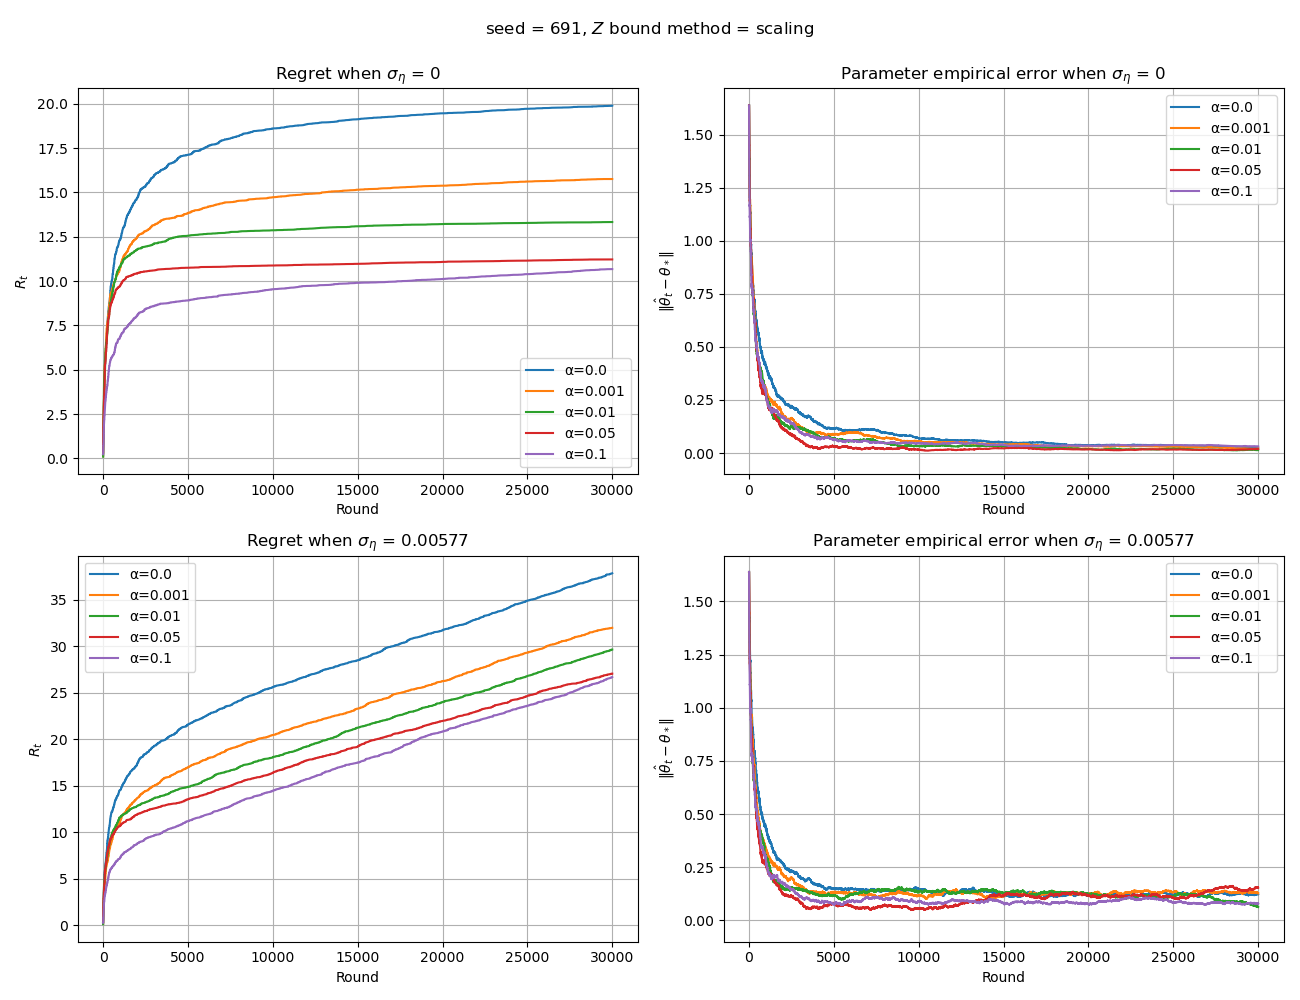 seed = 691, Z bound method = scaling
Regret when σ_η = 0
R_t
20.0
17.5
15.0
12.5
10.0
7.5
5.0
2.5
0.0
α=0.0
α=0.001
α=0.01
α=0.05
α=0.1
0 5000 10000 15000 20000 25000 30000
Round
Parameter empirical error when σ_η = 0
‖θ̂_t − θ_*‖
1.50
1.25
1.00
0.75
0.50
0.25
0.00
α=0.0
α=0.001
α=0.01
α=0.05
α=0.1
0 5000 10000 15000 20000 25000 30000
Round
Regret when σ_η = 0.00577
R_t
35
30
25
20
15
10
5
0
α=0.0
α=0.001
α=0.01
α=0.05
α=0.1
0 5000 10000 15000 20000 25000 30000
Round
Parameter empirical error when σ_η = 0.00577
‖θ̂_t − θ_*‖
1.50
1.25
1.00
0.75
0.50
0.25
0.00
α=0.0
α=0.001
α=0.01
α=0.05
α=0.1
0 5000 10000 15000 20000 25000 30000
Round